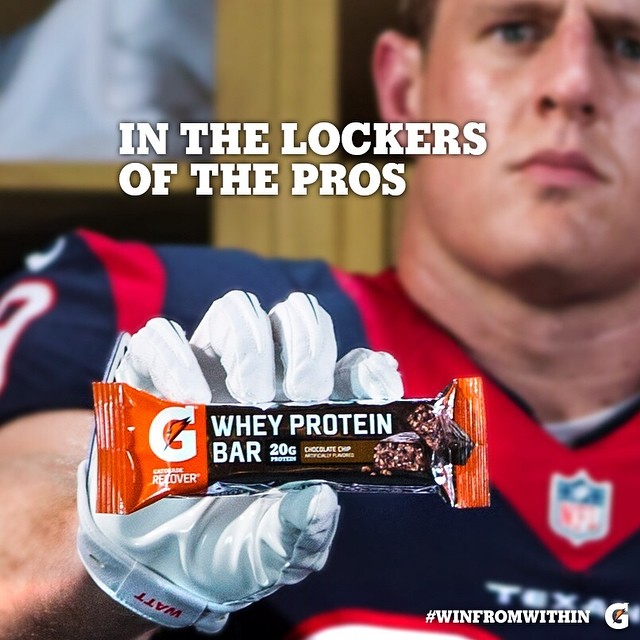 IN THE LOCKERS
OF THE PROS
G
WHEY PROTEIN
BAR 20G
PROTEIN
CHOCOLATE CHIP
ARTIFICIALLY FLAVORED
GATORADE
RECOVER
WATT
NFL
#WINFROMWITHIN G